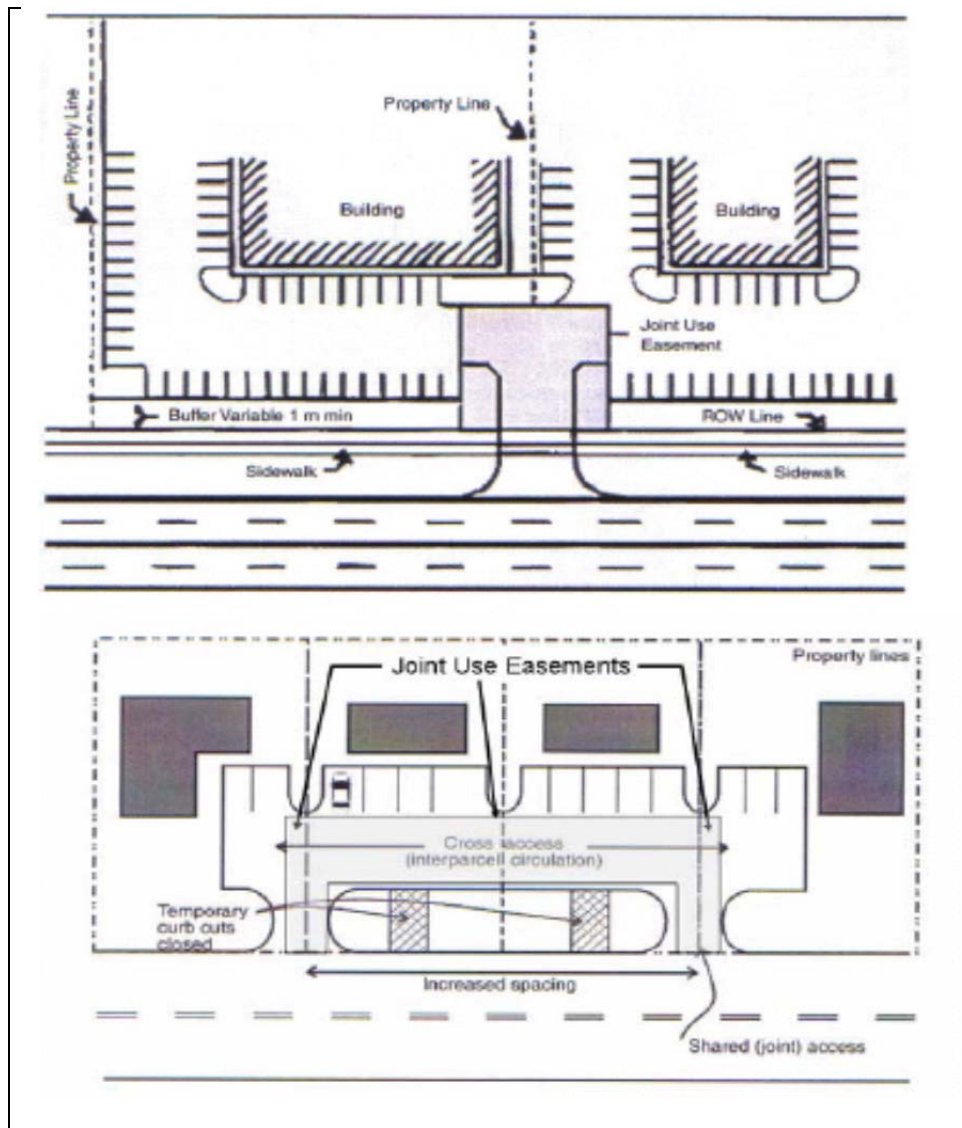 Property Line
Property Line
Building
Building
Joint Use
Easement
Buffer Variable 1 m min
ROW Line
Sidewalk
Sidewalk
Joint Use Easements
Property lines
Cross access
(interparcell circulation)
Temporary
curb cuts
closed
Increased spacing
Shared (joint) access